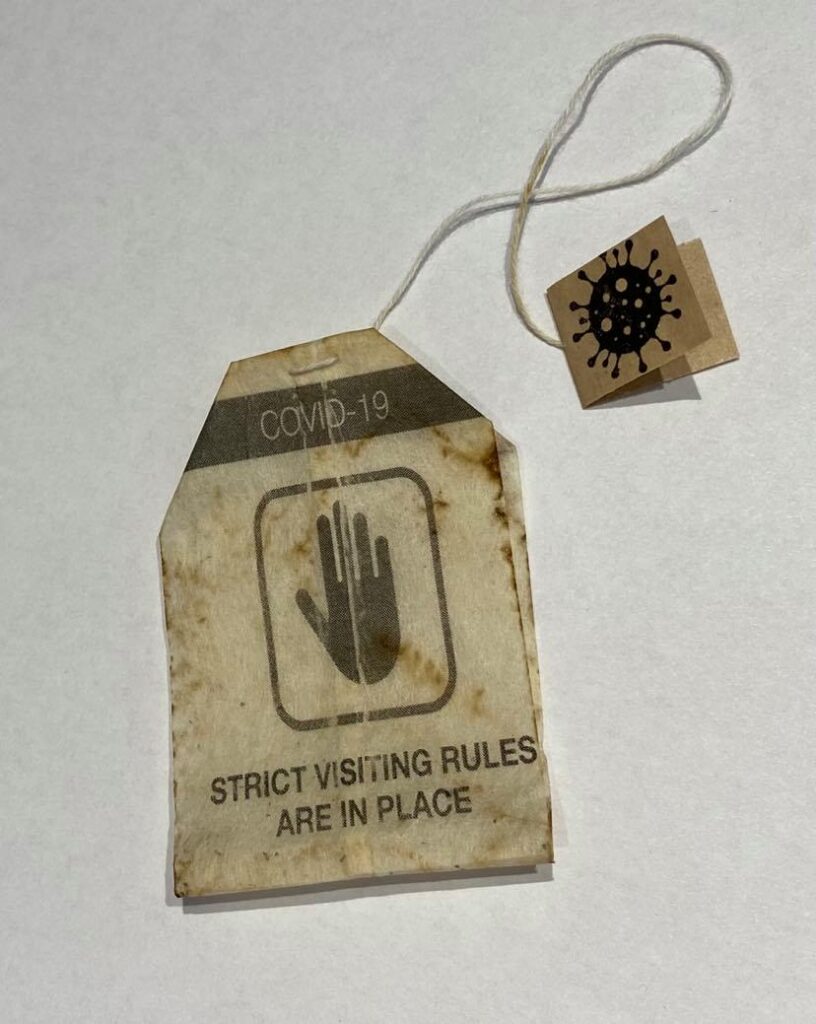 COVID-19
STRICT VISITING RULES
ARE IN PLACE